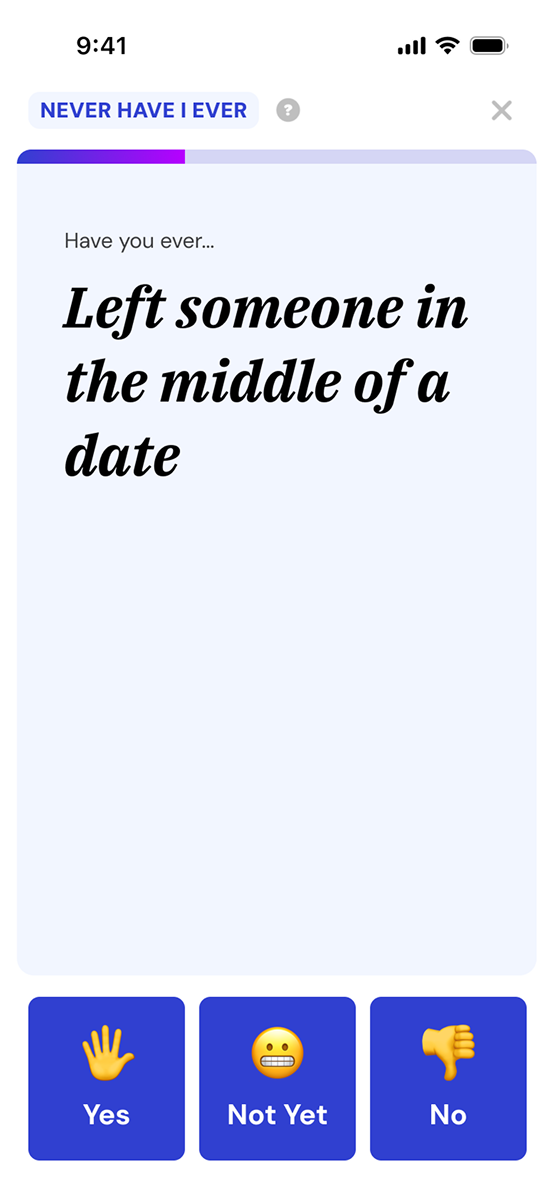 9:41
NEVER HAVE I EVER ?
Have you ever...
Left someone in
the middle of a
date
Yes
Not Yet
No